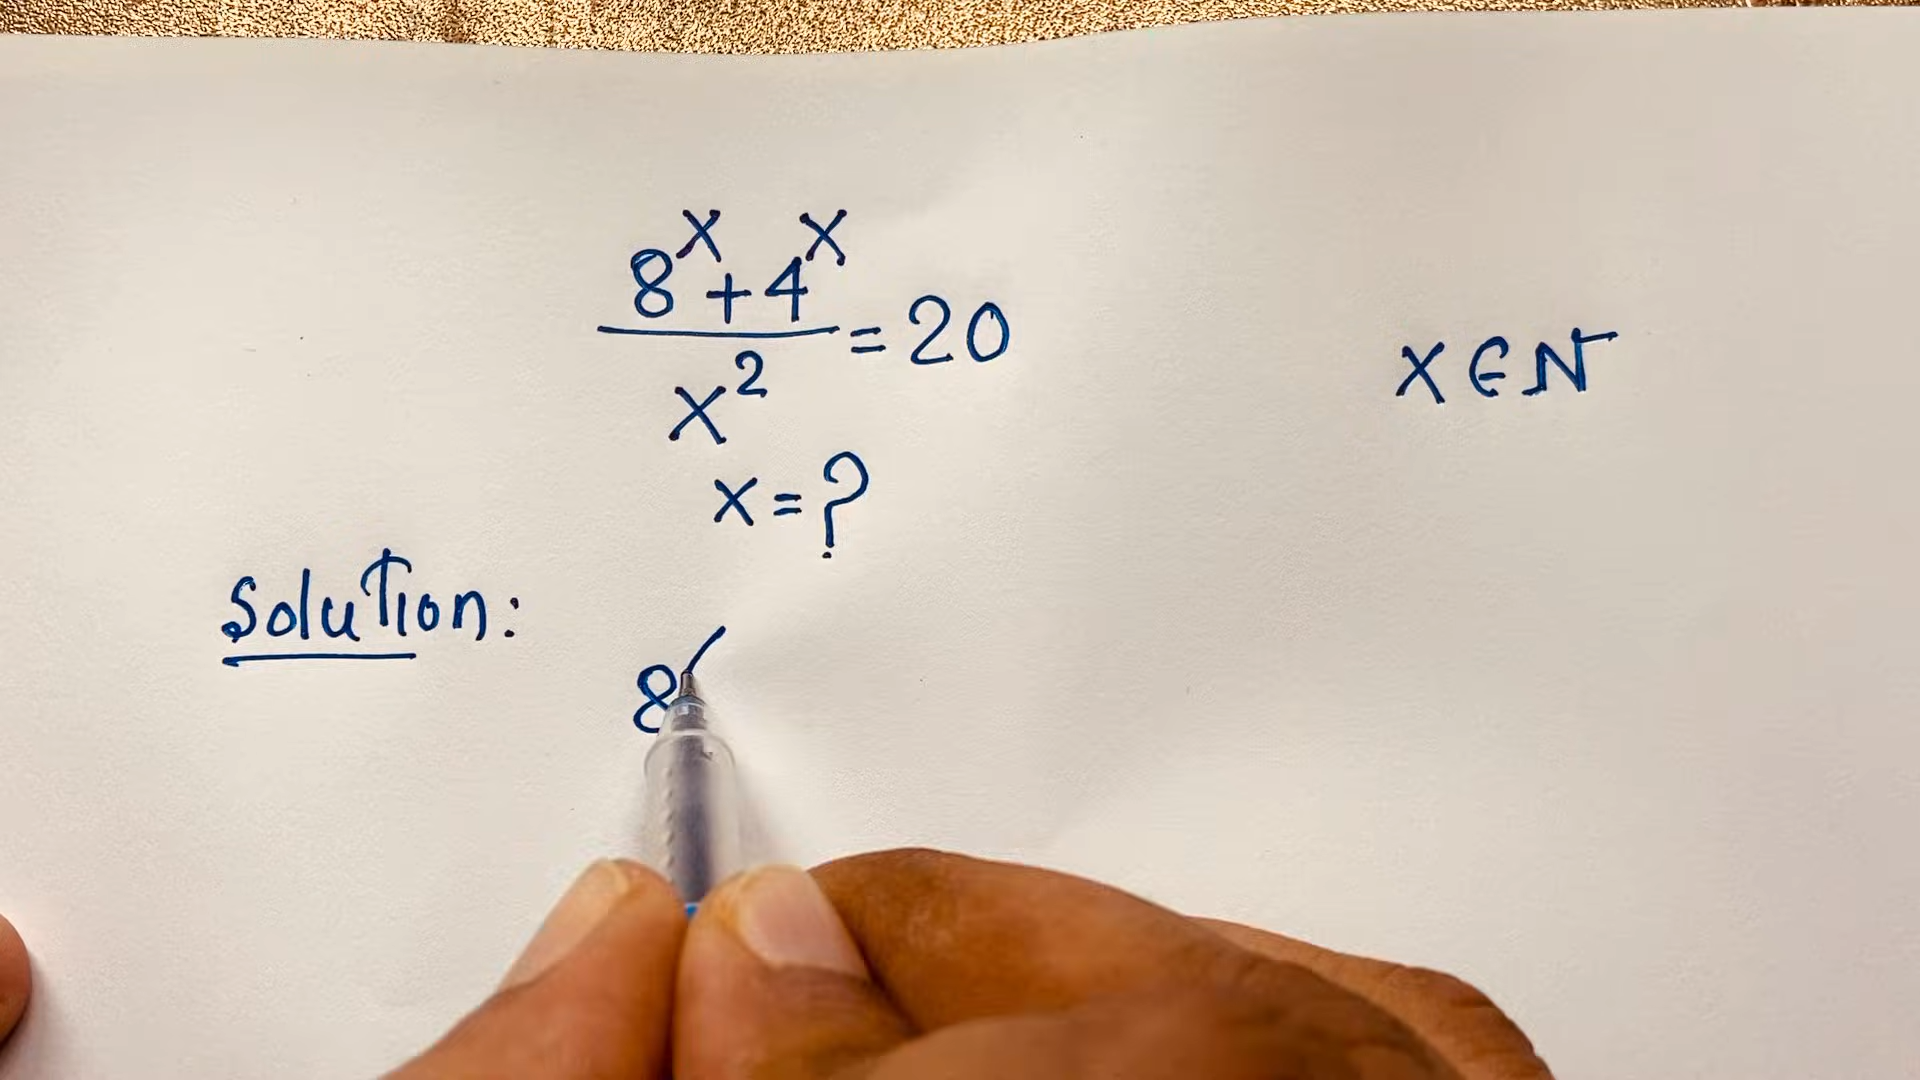 8^x + 4^x / x^2 = 20
x ∈ N
x = ?
Solution:
8